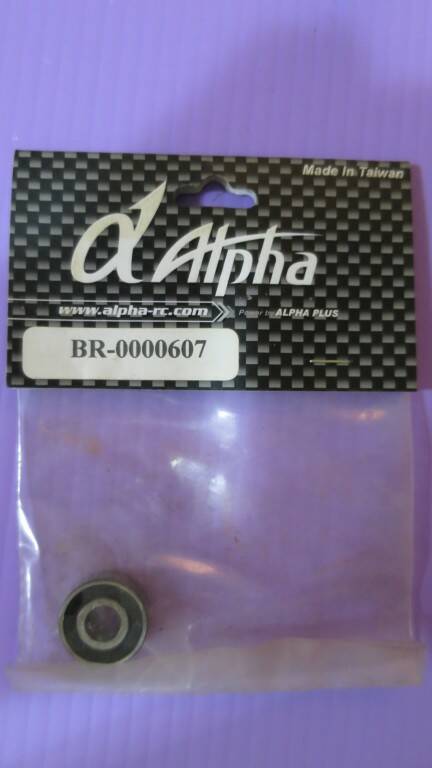 Made In Taiwan
α Alpha
www.alpha-rc.com Power by ALPHA PLUS
BR-0000607